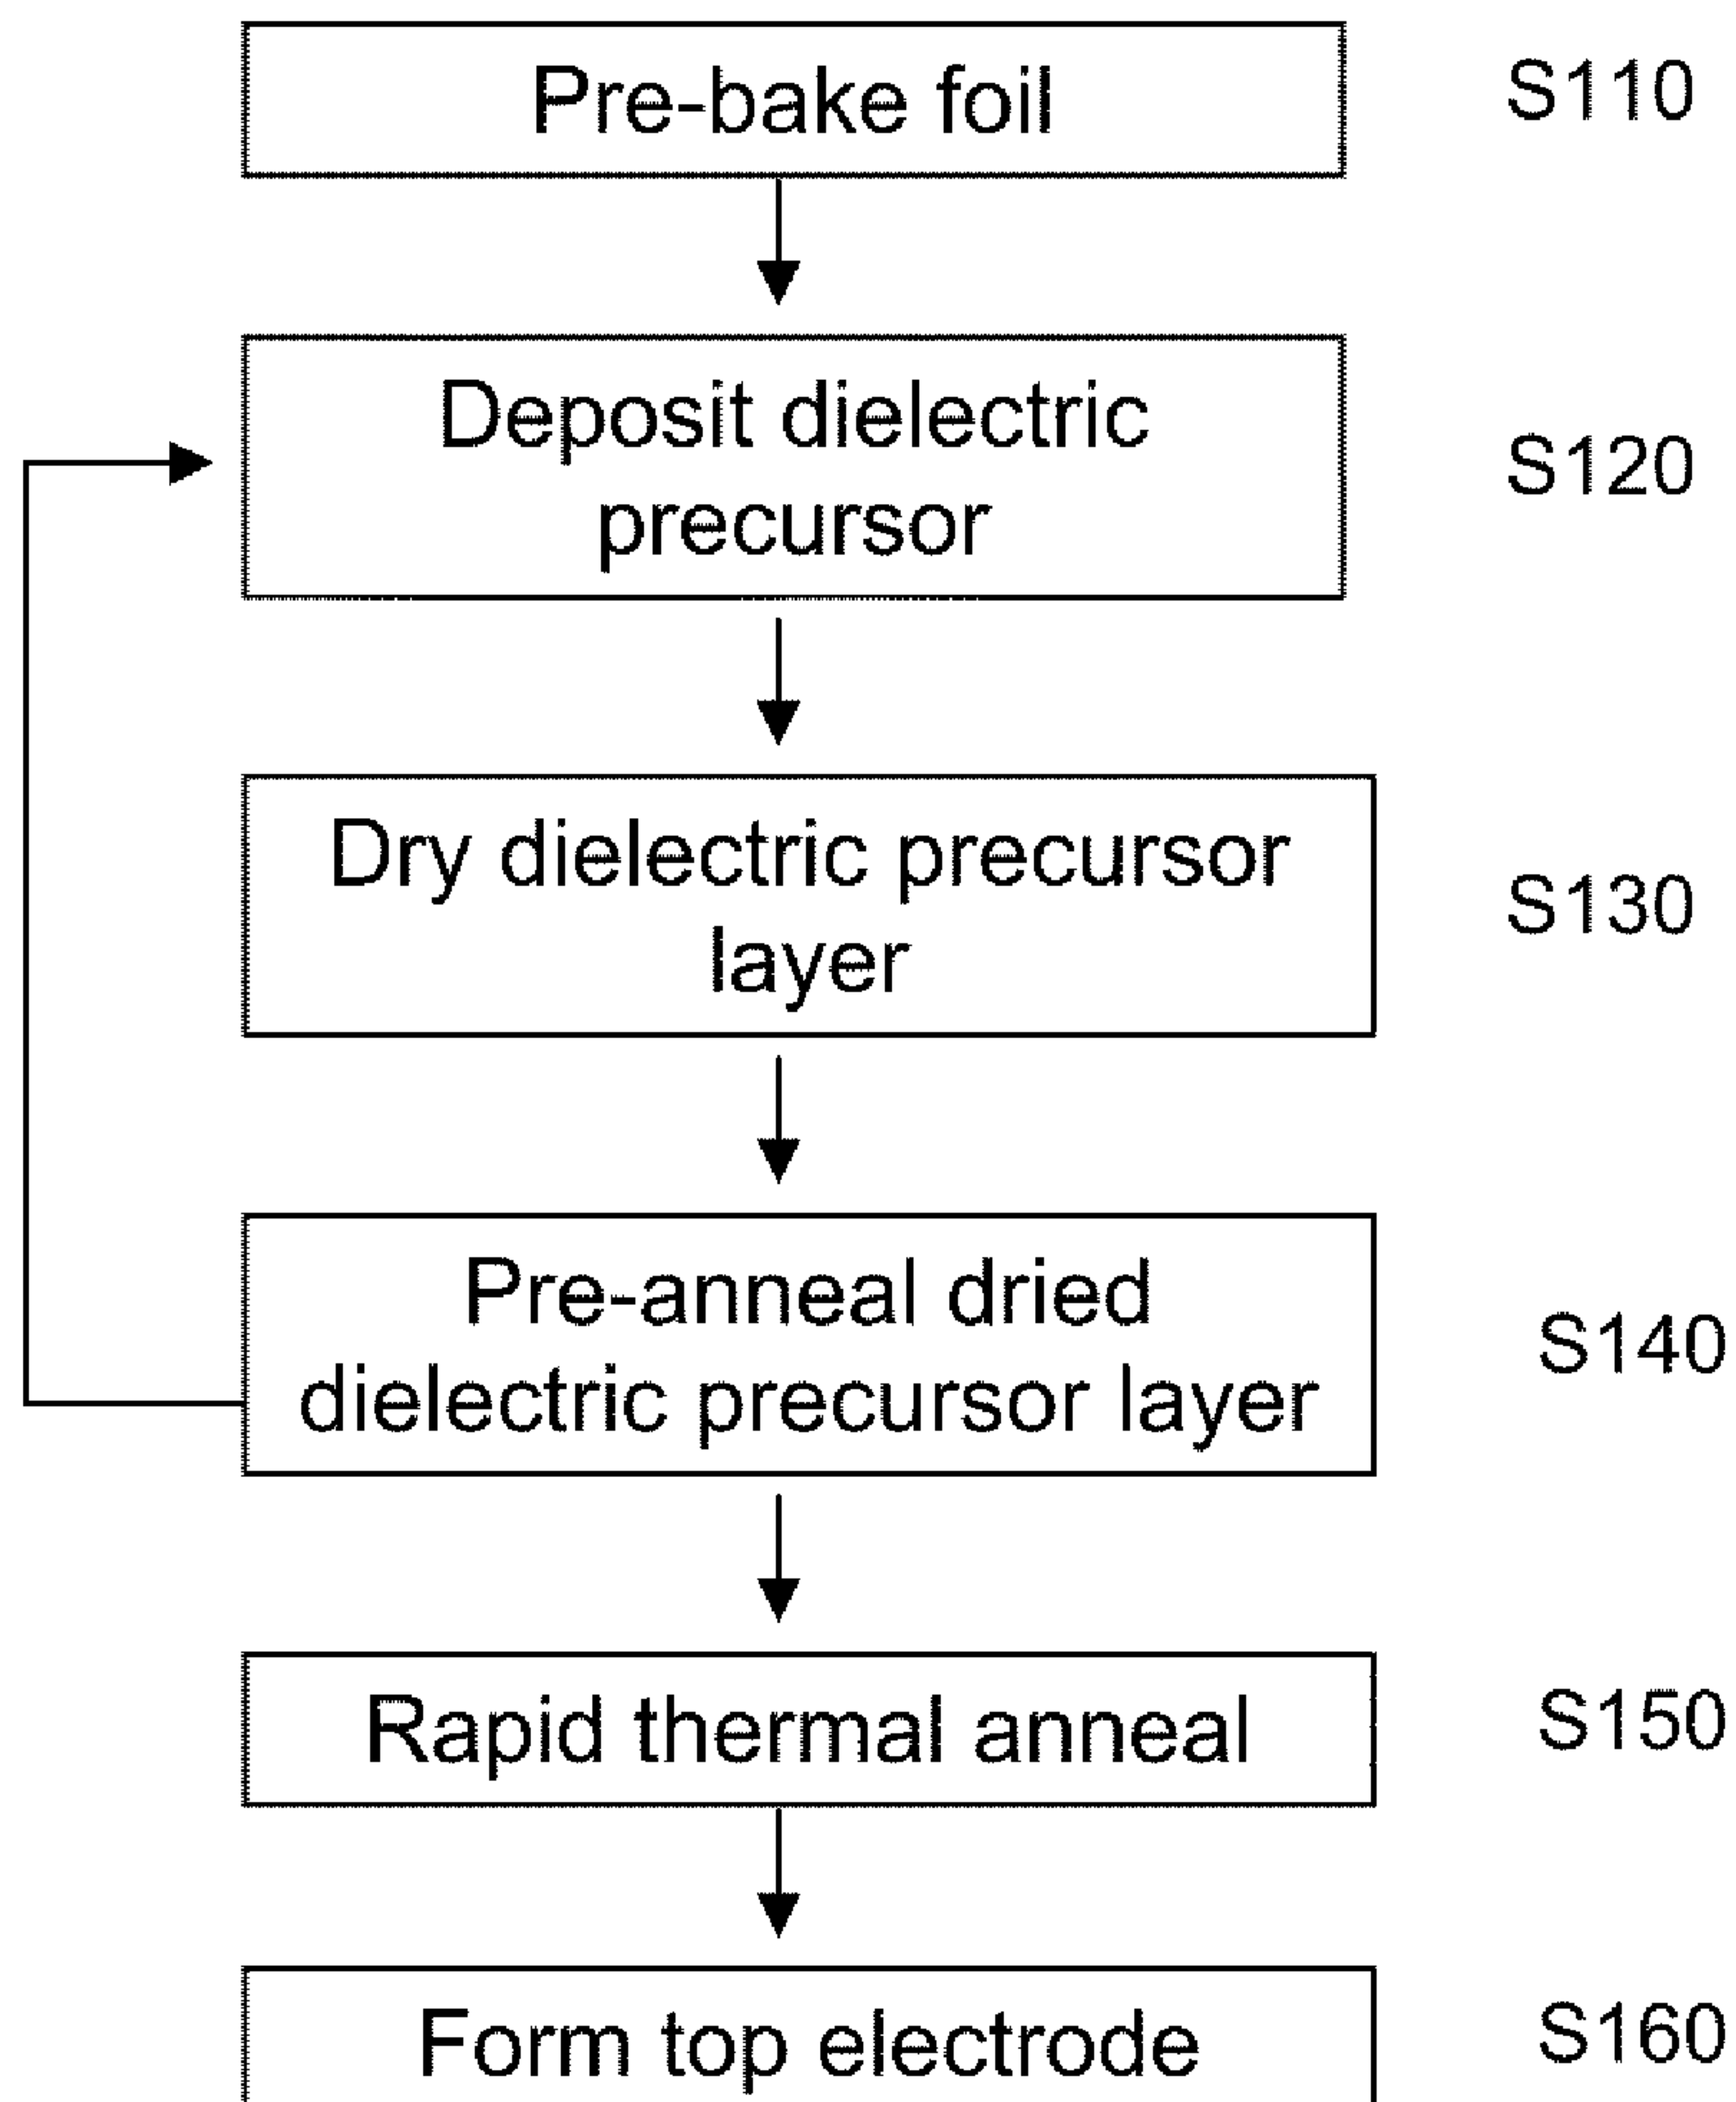 Pre-bake foil S110
Deposit dielectric
precursor
S120
Dry dielectric precursor
layer
S130
Pre-anneal dried
dielectric precursor layer
S140
Rapid thermal anneal S150
Form top electrode S160